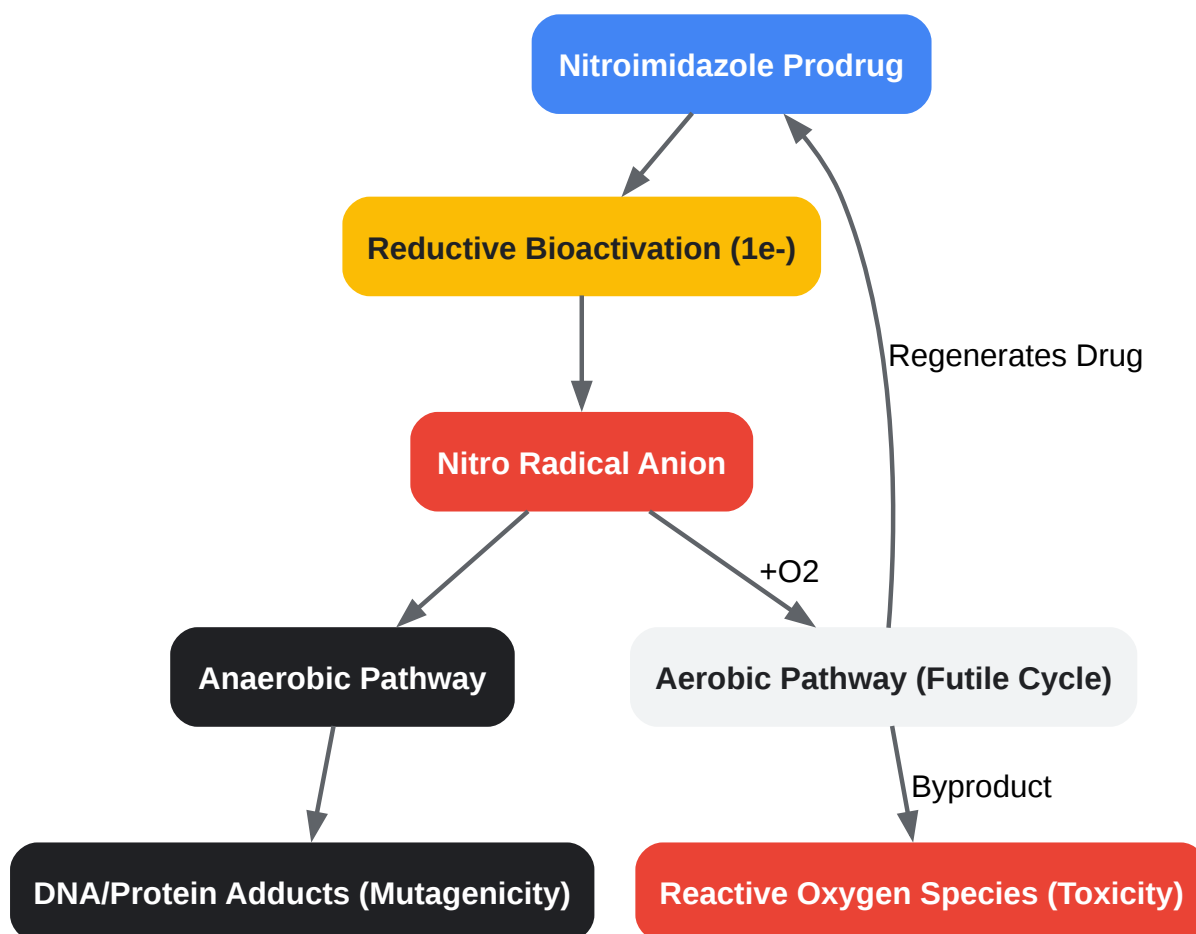 Nitroimidazole Prodrug
Reductive Bioactivation (1e-)
Regenerates Drug
Nitro Radical Anion
+O2
Anaerobic Pathway
Aerobic Pathway (Futile Cycle)
Byproduct
DNA/Protein Adducts (Mutagenicity)
Reactive Oxygen Species (Toxicity)